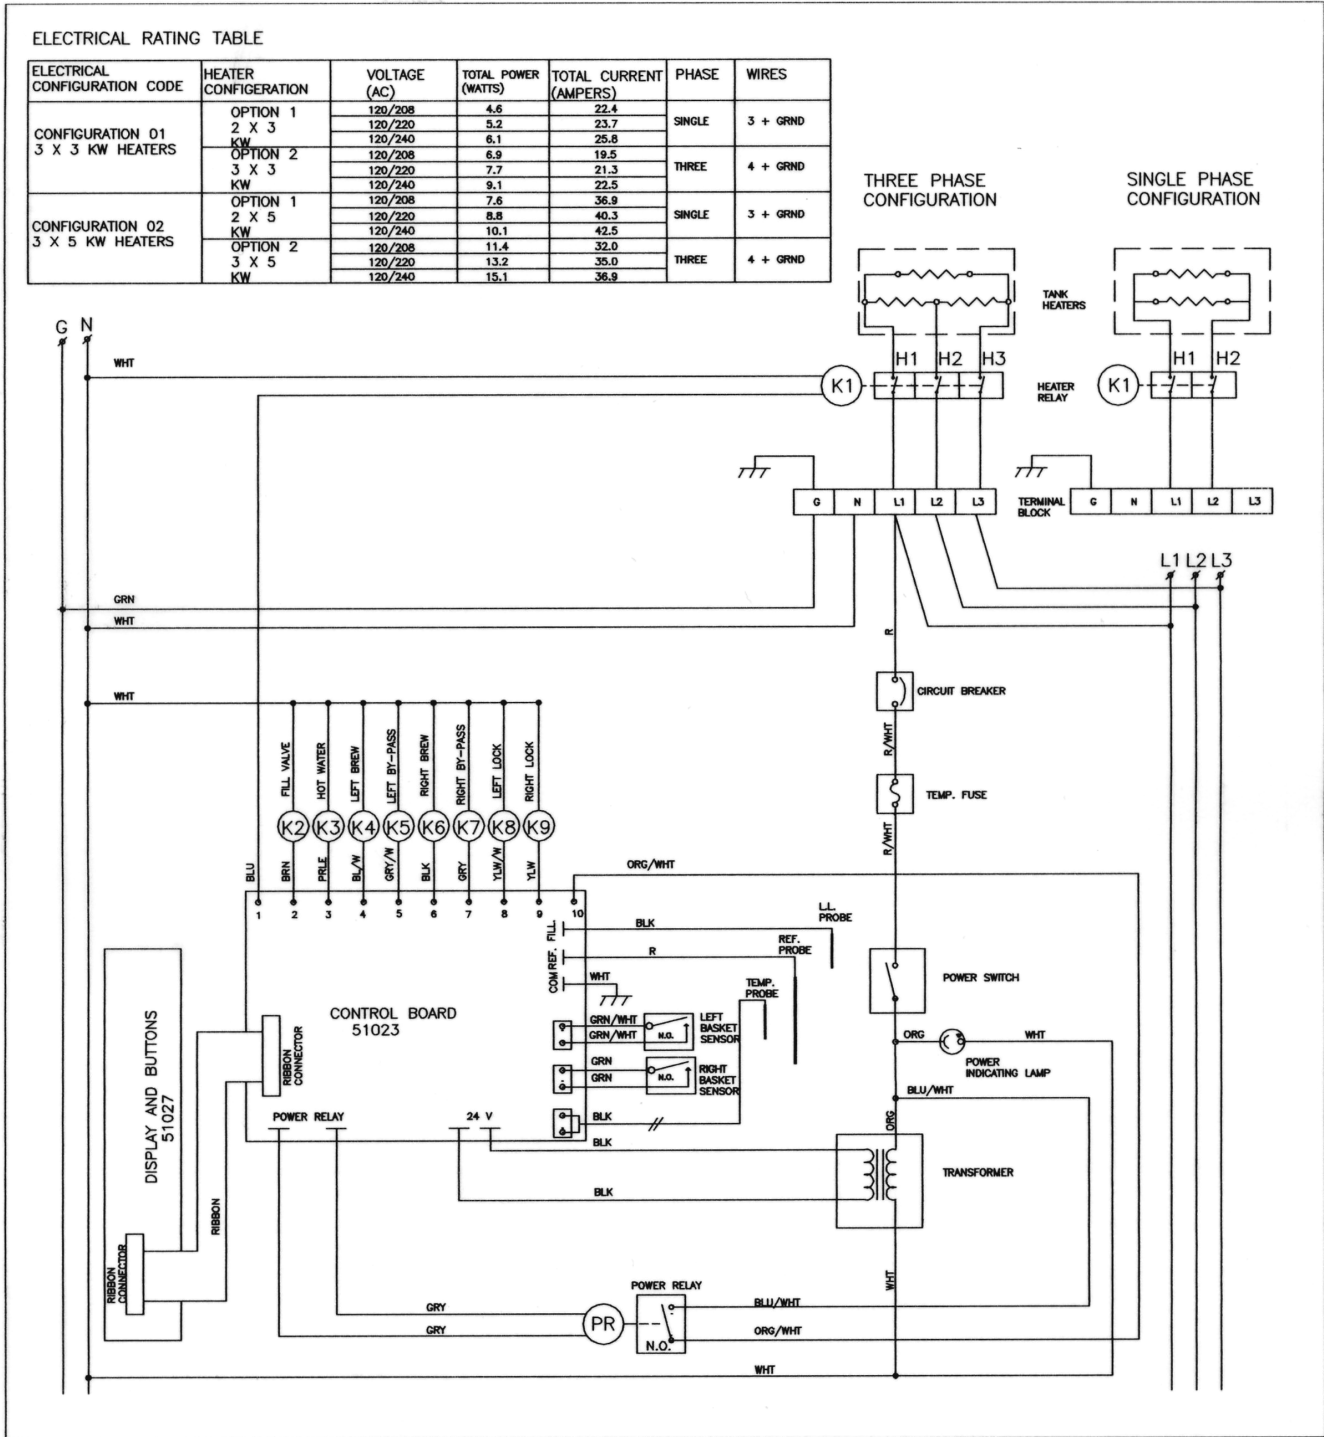 ELECTRICAL RATING TABLE
ELECTRICAL CONFIGURATION CODE
HEATER CONFIGERATION
VOLTAGE (AC)
TOTAL POWER (WATTS)
TOTAL CURRENT (AMPERS)
PHASE
WIRES
CONFIGURATION 01
3 X 3 KW HEATERS
OPTION 1
2 X 3
KW
120/208 4.6 22.4
120/220 5.2 23.7
120/240 6.1 25.8
SINGLE
3 + GRND
OPTION 2
3 X 3
KW
120/208 6.9 19.5
120/220 7.7 21.3
120/240 9.1 22.5
THREE
4 + GRND
CONFIGURATION 02
3 X 5 KW HEATERS
OPTION 1
2 X 5
KW
120/208 7.6 36.9
120/220 8.8 40.3
120/240 10.1 42.5
SINGLE
3 + GRND
OPTION 2
3 X 5
KW
120/208 11.4 32.0
120/220 13.2 35.0
120/240 15.1 36.9
THREE
4 + GRND
THREE PHASE
CONFIGURATION
SINGLE PHASE
CONFIGURATION
TANK
HEATERS
G N
WHT
H1 H2 H3
H1 H2
K1
HEATER
RELAY
K1
G N L1 L2 L3
TERMINAL
BLOCK
G N L1 L2 L3
L1 L2 L3
GRN
WHT
R
WHT
CIRCUIT BREAKER
R/WHT
TEMP. FUSE
R/WHT
FILL VALVE
HOT WATER
LEFT BREW
LEFT BY-PASS
RIGHT BREW
RIGHT BY-PASS
LEFT LOCK
RIGHT LOCK
K2 K3 K4 K5 K6 K7 K8 K9
BLU
BRN
PRLE
BL/W
GRY/W
BLK
GRY
YLW/W
YLW
ORG/WHT
1 2 3 4 5 6 7 8 9 10
FILL
BLK
L.L.
PROBE
REF.
R
REF.
PROBE
COM
WHT
TEMP.
PROBE
POWER SWITCH
CONTROL BOARD
51023
GRN/WHT
GRN/WHT
N.O.
LEFT
BASKET
SENSOR
GRN
GRN
N.O.
RIGHT
BASKET
SENSOR
BLK
ORG
WHT
POWER
INDICATING LAMP
BLU/WHT
ORG
RIBBON
CONNECTOR
DISPLAY AND BUTTONS
51027
POWER RELAY
24 V
BLK
BLK
TRANSFORMER
RIBBON
RIBBON
CONNECTOR
WHT
POWER RELAY
GRY
GRY
PR
N.O.
BLU/WHT
ORG/WHT
WHT